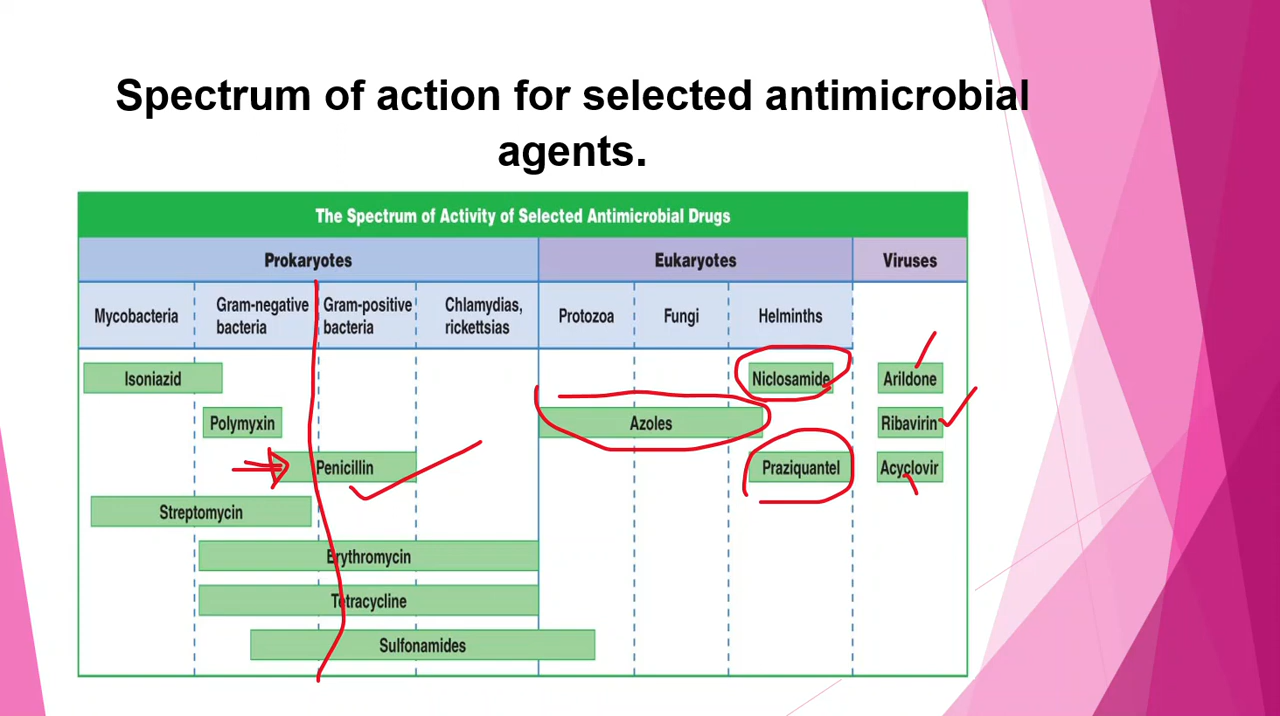 Spectrum of action for selected antimicrobial
agents.
The Spectrum of Activity of Selected Antimicrobial Drugs
Prokaryotes
Eukaryotes
Viruses
Mycobacteria
Gram-negative
bacteria
Gram-positive
bacteria
Chlamydias,
rickettsias
Protozoa
Fungi
Helminths
Isoniazid
Niclosamide
Arildone
Polymyxin
Azoles
Ribavirin
Penicillin
Praziquantel
Acyclovir
Streptomycin
Erythromycin
Tetracycline
Sulfonamides